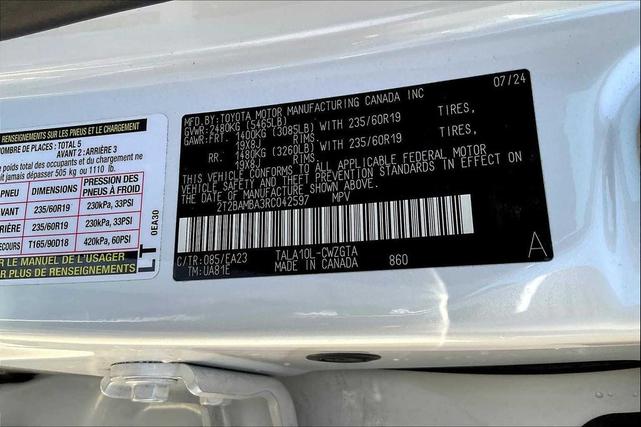 RENSEIGNEMENTS SUR LES PNEUS ET LE CHARGEMENT
NOMBRE DE PLACES: TOTAL 5
AVANT 2: ARRIÈRE 3
poids total des occupants et du chargement ne
jamais dépasser 505 kg ou 1110 lb.
PNEU DIMENSIONS PRESSION DES PNEUS À FROID
AVANT 235/60R19 230kPa, 33PSI
235/60R19 230kPa, 33PSI
SECOURS T165/90D18 420kPa, 60PSI
LE MANUEL DE L'USAGER
PLUS DE RENSEIGNEMENTS
0EA30
07/24
MFD.BY:TOYOTA MOTOR MANUFACTURING CANADA INC
GVWR:2480KG (5465LB)
GAWR:FRT. 1400KG (3085LB) WITH 235/60R19 TIRES,
19X8J RIMS.
RR. 1480KG (3260LB) WITH 235/60R19 TIRES,
19X8J RIMS.
THIS VEHICLE CONFORMS TO ALL APPLICABLE FEDERAL MOTOR
VEHICLE SAFETY AND THEFT PREVENTION STANDARDS IN EFFECT ON
THE DATE OF MANUFACTURE SHOWN ABOVE.
2T2BAMBA3RC042597 MPV
C/TR:085/EA23 TALA10L-CWZGTA
TM:UA81E MADE IN CANADA 860
A